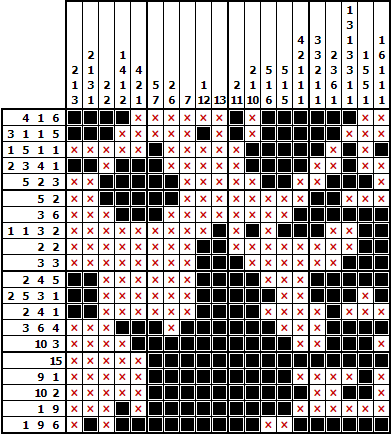 1
3
4 3 1 1
2 1 2 3 2 3 1 6
1 1 4 4 2 5 5 1 2 3 3 5 1
1 3 2 1 2 5 2 1 2 1 1 1 1 6 1 5 1
3 1 2 2 1 7 6 7 12 13 11 10 6 5 1 1 1 1 1 1
4 1 6
3 1 1 5
1 5 1 1
2 3 4 1
5 2 3
5 2
3 6
1 1 3 2
2 2
3 3
2 4 5
2 5 3 1
2 4 1
3 6 4
10 3
15
9 1
10 2
1 9
1 9 6